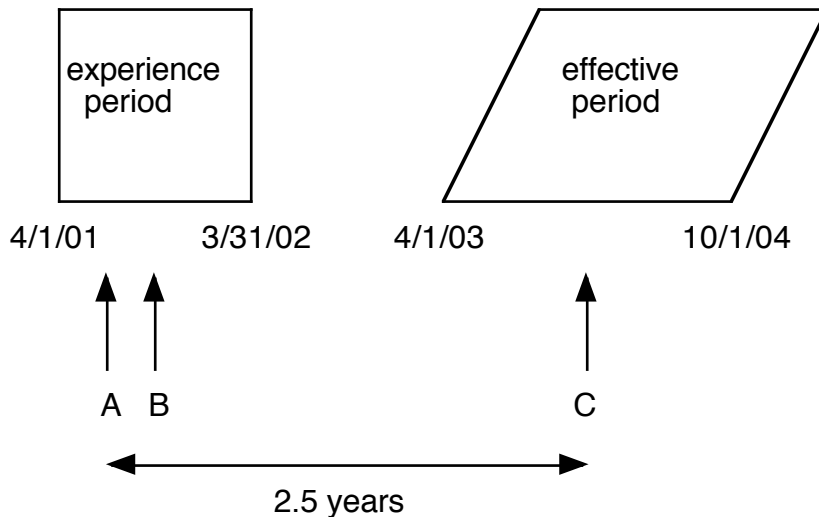 experience
period
effective
period
4/1/01
3/31/02
4/1/03
10/1/04
A
B
C
2.5 years